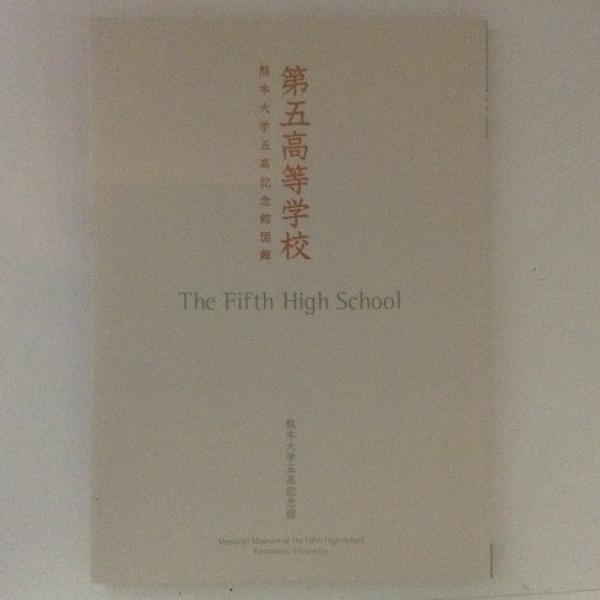 第五高等学校
熊本大学五高記念館図録
The Fifth High School
熊本大学五高記念館
Memorial Museum of the Fifth High School
Kumamoto University